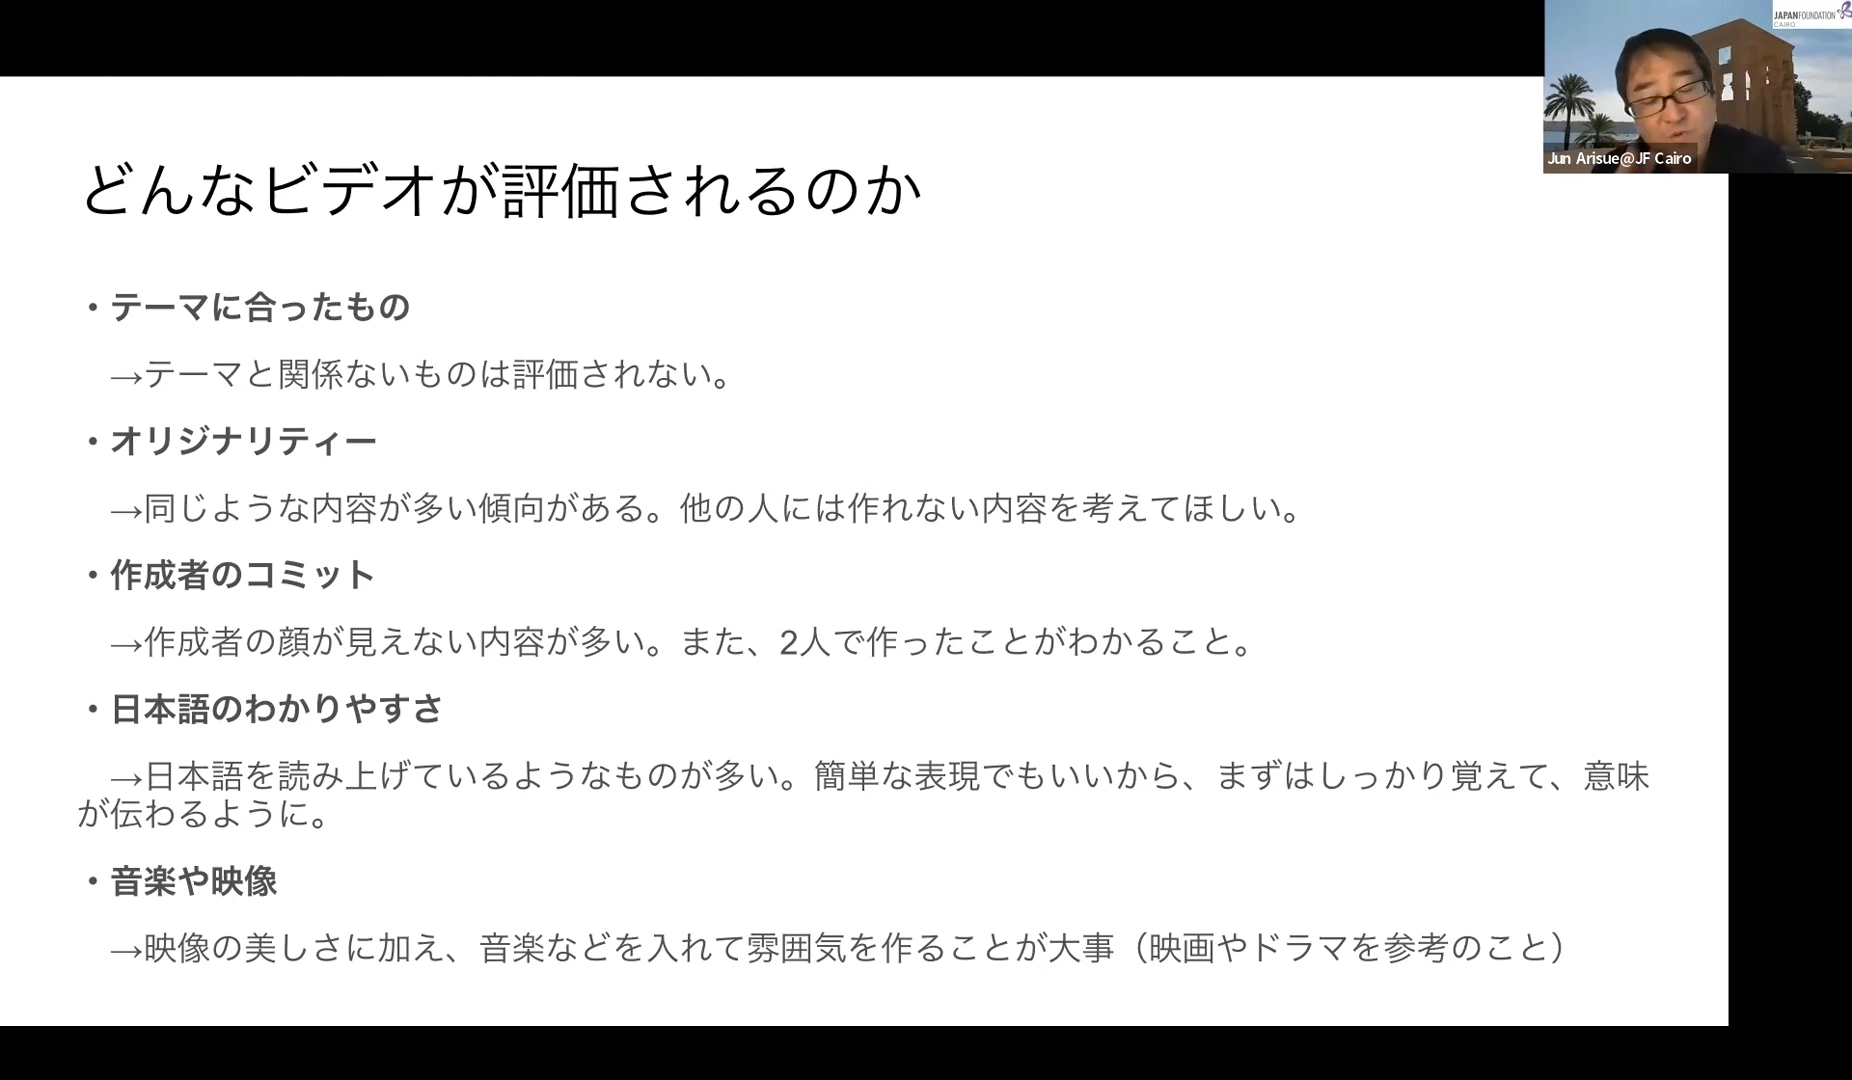 JAPANFOUNDATION
CAIRO
Jun Arisue@JF Cairo
どんなビデオが評価されるのか
・テーマに合ったもの
→テーマと関係ないものは評価されない。
・オリジナリティー
→同じような内容が多い傾向がある。他の人には作れない内容を考えてほしい。
・作成者のコミット
→作成者の顔が見えない内容が多い。また、2人で作ったことがわかること。
・日本語のわかりやすさ
→日本語を読み上げているようなものが多い。簡単な表現でもいいから、まずはしっかり覚えて、意味
が伝わるように。
・音楽や映像
→映像の美しさに加え、音楽などを入れて雰囲気を作ることが大事（映画やドラマを参考のこと）